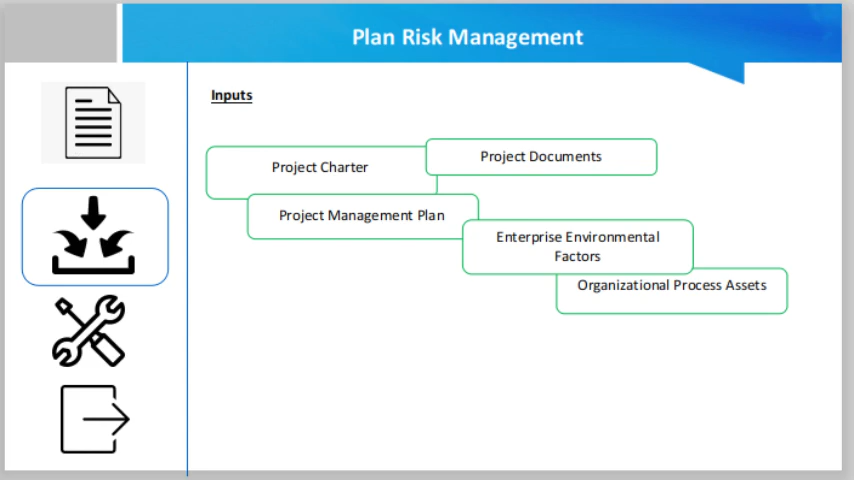 Plan Risk Management
Inputs
Project Charter
Project Documents
Project Management Plan
Enterprise Environmental
Factors
Organizational Process Assets